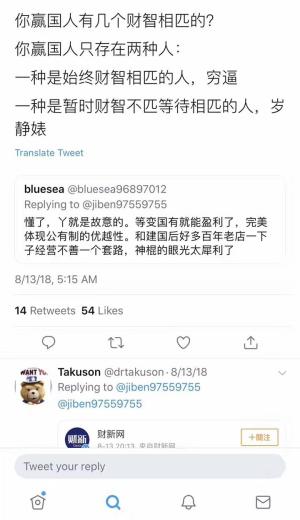 你赢国人有几个财智相匹的？
你赢国人只存在两种人：
一种是始终财智相匹的人，穷逼
一种是暂时财智不匹等待相匹的人，岁
静婊
Translate Tweet
bluesea @bluesea96897012
Replying to @jiben97559755
懂了，丫就是故意的。等变国有就能盈利了，完美
体现公有制的优越性。和建国后好多百年老店一下
子经营不善一个套路，神棍的眼光太犀利了
8/13/18, 5:15 AM
14 Retweets 54 Likes
Takuson @drtakuson · 8/13/18
Replying to @jiben97559755
@jiben97559755
财新
财新网
+關注
8-13 20:13 来自财新网
Tweet your reply